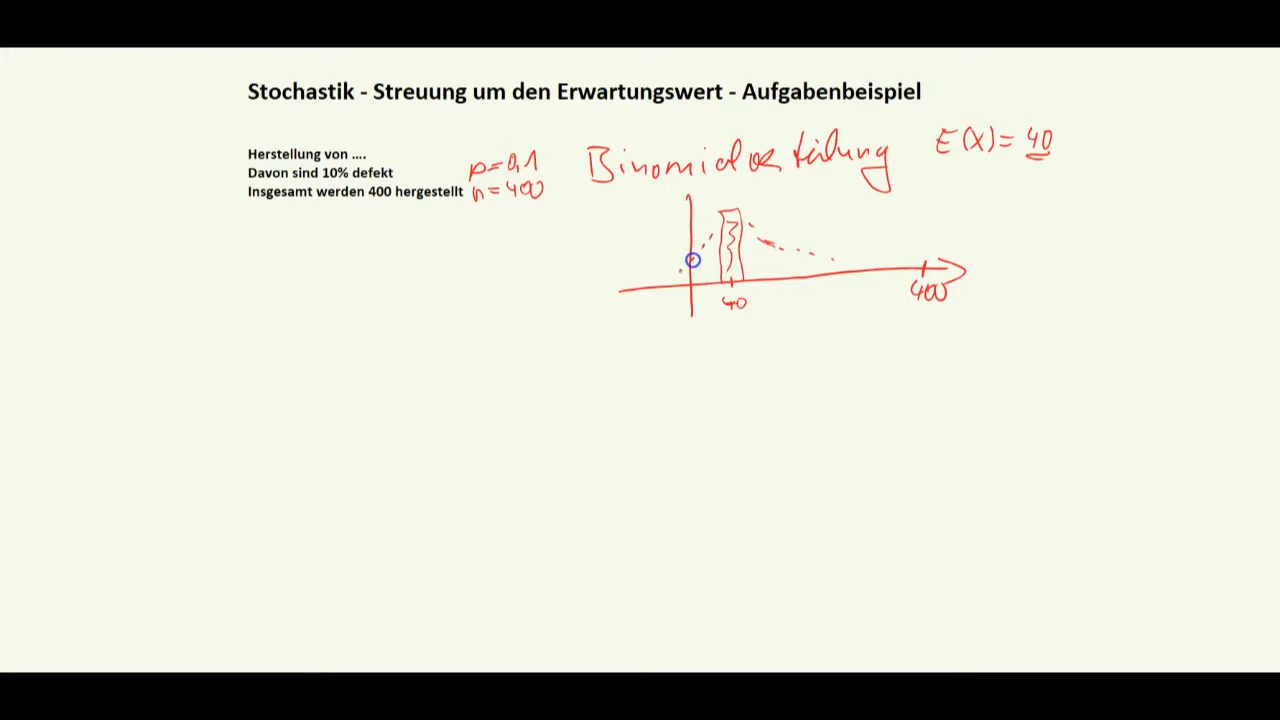 Stochastik - Streuung um den Erwartungswert - Aufgabenbeispiel
Herstellung von ....
Davon sind 10% defekt
Insgesamt werden 400 hergestellt
p=0,1
n=400
Binomialverteilung
E(X)=40
40
400